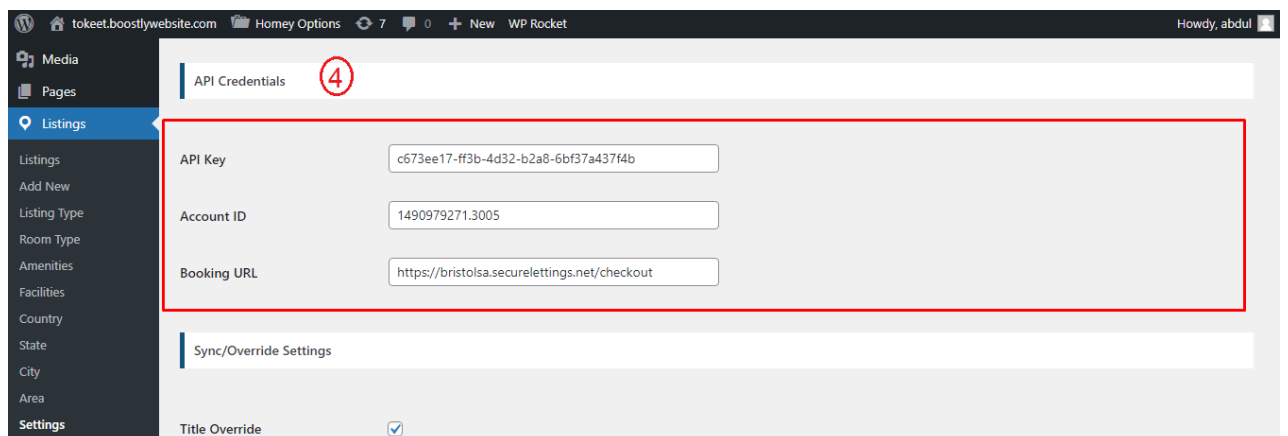 tokeet.boostlywebsite.com Homey Options 7 0 + New WP Rocket Howdy, abdul
Media
Pages
Listings
Listings
Add New
Listing Type
Room Type
Amenities
Facilities
Country
State
City
Area
Settings
API Credentials 4
API Key c673ee17-ff3b-4d32-b2a8-6bf37a437f4b
Account ID 1490979271.3005
Booking URL https://bristolsa.securelettings.net/checkout
Sync/Override Settings
Title Override